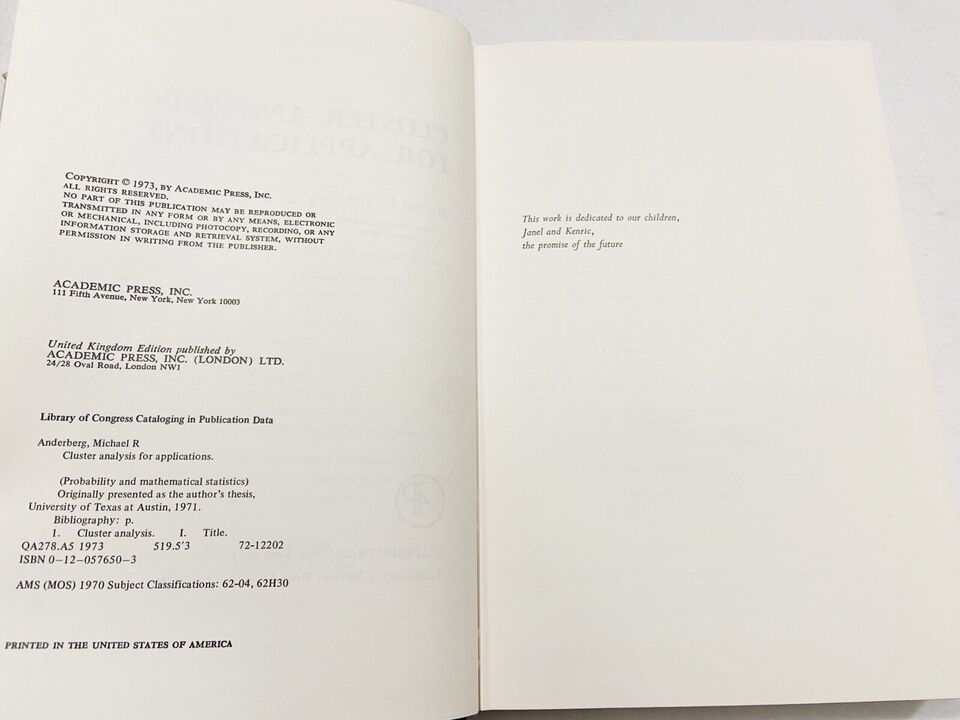 COPYRIGHT © 1973, BY ACADEMIC PRESS, INC.
ALL RIGHTS RESERVED.
NO PART OF THIS PUBLICATION MAY BE REPRODUCED OR
TRANSMITTED IN ANY FORM OR BY ANY MEANS, ELECTRONIC
OR MECHANICAL, INCLUDING PHOTOCOPY, RECORDING, OR ANY
INFORMATION STORAGE AND RETRIEVAL SYSTEM, WITHOUT
PERMISSION IN WRITING FROM THE PUBLISHER.
ACADEMIC PRESS, INC.
111 Fifth Avenue, New York, New York 10003
United Kingdom Edition published by
ACADEMIC PRESS, INC. (LONDON) LTD.
24/28 Oval Road, London NW1
Library of Congress Cataloging in Publication Data
Anderberg, Michael R
Cluster analysis for applications.
(Probability and mathematical statistics)
Originally presented as the author's thesis,
University of Texas at Austin, 1971.
Bibliography: p.
1. Cluster analysis. I. Title.
QA278.A5 1973 519.5'3 72-12202
ISBN 0-12-057650-3
AMS (MOS) 1970 Subject Classifications: 62-04, 62H30
PRINTED IN THE UNITED STATES OF AMERICA
This work is dedicated to our children,
Janel and Kenric,
the promise of the future